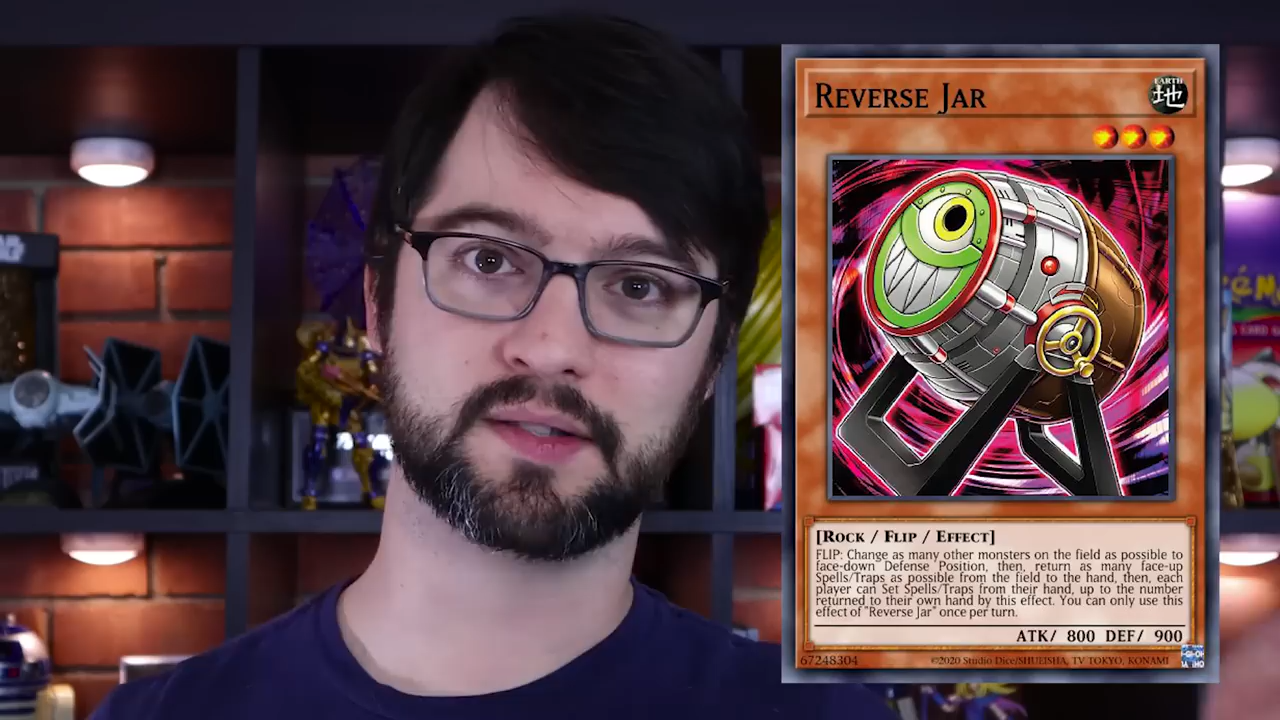 REVERSE JAR
EARTH
地
[ROCK / FLIP / EFFECT]
FLIP: Change as many other monsters on the field as possible to
face-down Defense Position, then, return as many face-up
Spells/Traps as possible from the field to the hand, then, each
player can Set Spells/Traps from their hand, up to the number
returned to their own hand by this effect. You can only use this
effect of "Reverse Jar" once per turn.
ATK/ 800 DEF/ 900
67248304
©2020 Studio Dice/SHUEISHA, TV TOKYO, KONAMI